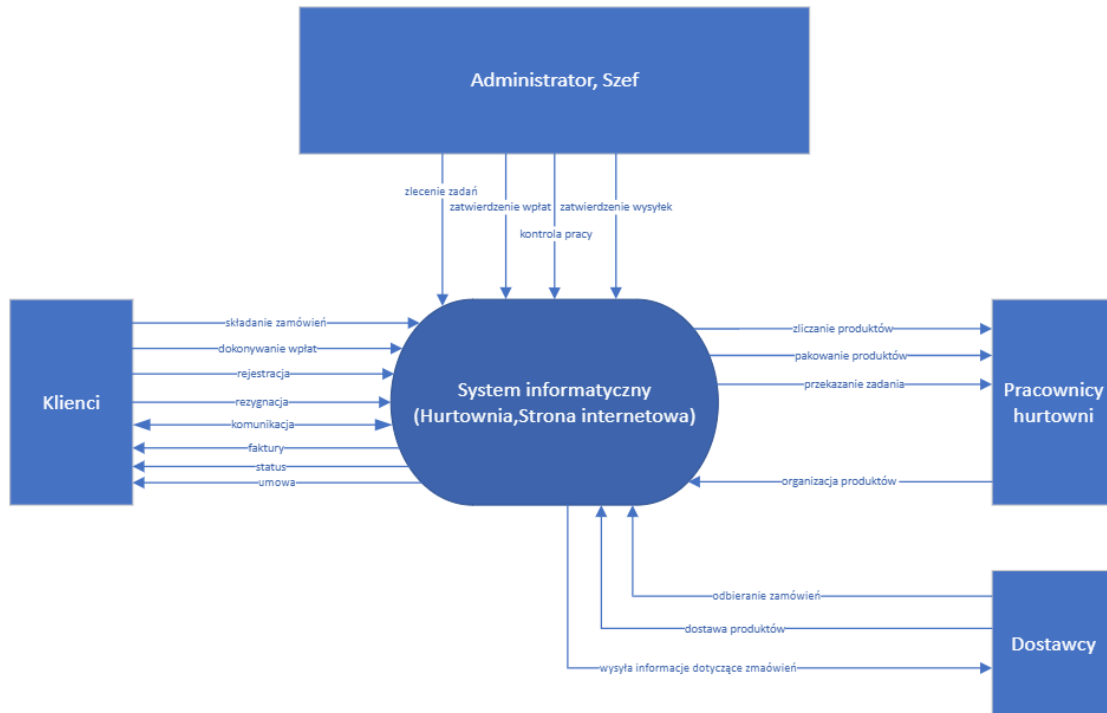 Administrator, Szef
zlecenie zadań
zatwierdzenie wpłat
zatwierdzenie wysyłek
kontrola pracy
Klienci
składanie zamówień
dokonywanie wpłat
rejestracja
rezygnacja
komunikacja
faktury
status
umowa
System informatyczny
(Hurtownia,Strona internetowa)
zliczanie produktów
pakowanie produktów
przekazanie zadania
organizacja produktów
Pracownicy
hurtowni
odbieranie zamówień
dostawa produktów
wysyła informacje dotyczące zmaówień
Dostawcy